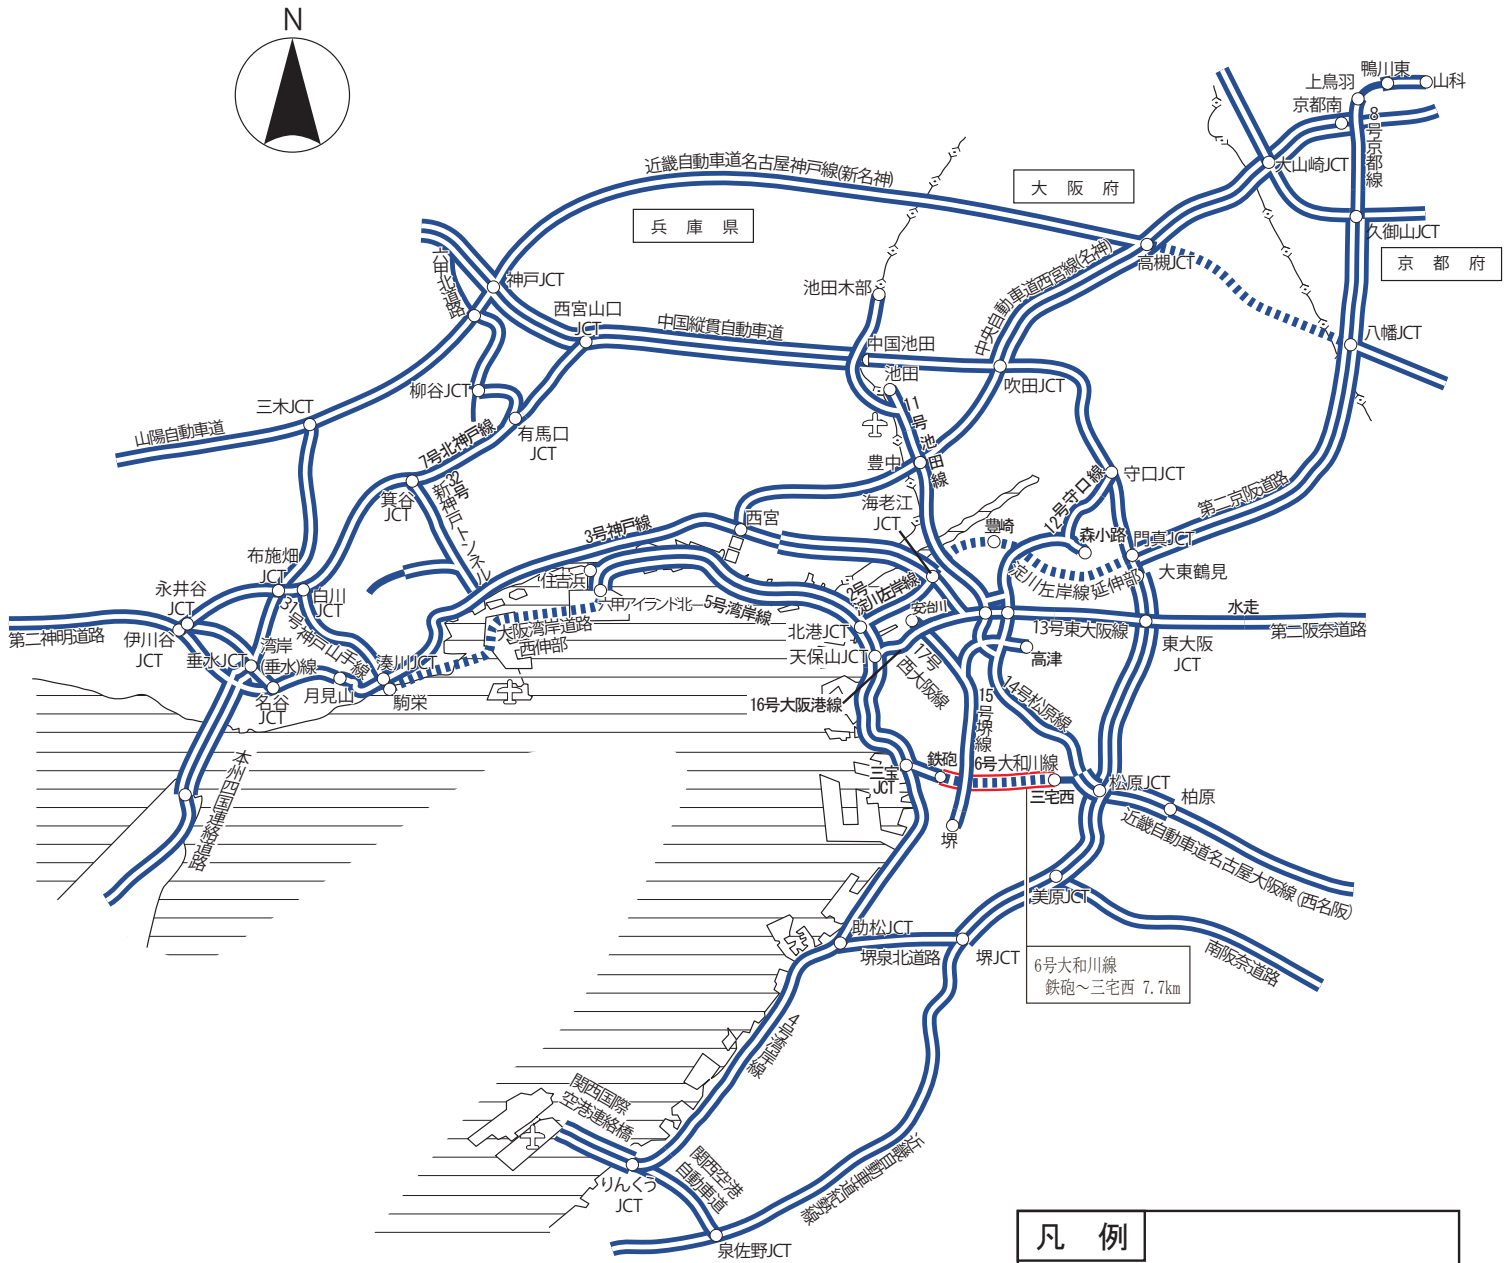 N
鴨川東
上鳥羽
山科
京都南
8号京都線
大山崎JCT
近畿自動車道名古屋神戸線(新名神)
大阪府
兵庫県
久御山JCT
京都府
六甲北道路
神戸JCT
高槻JCT
中央自動車道西宮線(名神)
池田木部
西宮山口
JCT
中国縦貫自動車道
中国池田
八幡JCT
池田
吹田JCT
柳谷JCT
11号池田線
三木JCT
山陽自動車道
有馬口
JCT
7号北神戸線
豊中
守口JCT
箕谷
JCT
32号
新神戸トンネル
第二京阪道路
12号守口線
海老江
JCT
西宮
3号神戸線
豊崎
森小路
門真JCT
布施畑
JCT
淀川左岸線延伸部
大東鶴見
住吉浜
2号
淀川左岸線
永井谷
JCT
白川
JCT
六甲アイランド北
5号湾岸線
安治川
水走
31号神戸山手線
第二神明道路
伊川谷
JCT
大阪湾岸道路
西伸部
北港JCT
13号東大阪線
第二阪奈道路
垂水JCT
湾岸
(垂水)線
湊川JCT
天保山JCT
17号
西大阪線
高津
東大阪
JCT
名谷
JCT
月見山
駒栄
16号大阪港線
15号堺線
14号松原線
本州四国連絡道路
三宝
JCT
鉄砲
6号大和川線
三宅西
松原JCT
柏原
近畿自動車道名古屋大阪線(西名阪)
堺
美原JCT
助松JCT
堺泉北道路
堺JCT
南阪奈道路
6号大和川線
鉄砲～三宅西 7.7km
4号湾岸線
関西国際
空港連絡橋
関西空港
自動車道
近畿自動車道紀勢線
りんくう
JCT
泉佐野JCT
凡例